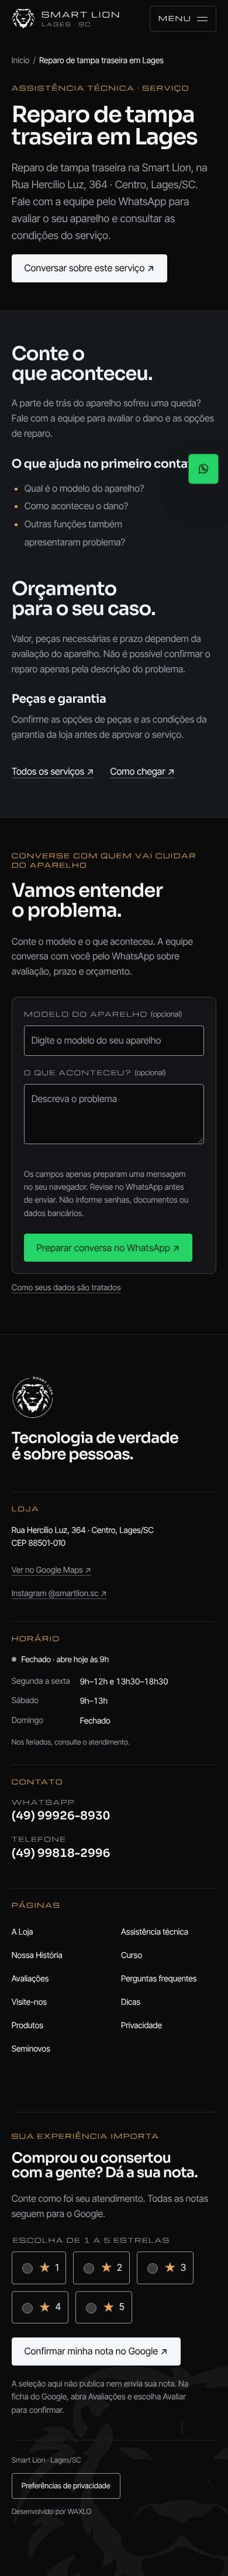 SMART LION
LAGES · SC
MENU
Início / Reparo de tampa traseira em Lages
ASSISTÊNCIA TÉCNICA · SERVIÇO
Reparo de tampa
traseira em Lages
Reparo de tampa traseira na Smart Lion, na
Rua Hercílio Luz, 364 · Centro, Lages/SC.
Fale com a equipe pelo WhatsApp para
avaliar o seu aparelho e consultar as
condições do serviço.
Conversar sobre este serviço ↗
Conte o
que aconteceu.
A parte de trás do aparelho sofreu uma queda?
Fale com a equipe para avaliar o dano e as opções
de reparo.
O que ajuda no primeiro conta
• Qual é o modelo do aparelho?
• Como aconteceu o dano?
• Outras funções também
apresentaram problema?
Orçamento
para o seu caso.
Valor, peças necessárias e prazo dependem da
avaliação do aparelho. Não é possível confirmar o
reparo apenas pela descrição do problema.
Peças e garantia
Confirme as opções de peças e as condições da
garantia da loja antes de aprovar o serviço.
Todos os serviços ↗ Como chegar ↗
CONVERSE COM QUEM VAI CUIDAR
DO APARELHO
Vamos entender
o problema.
Conte o modelo e o que aconteceu. A equipe
conversa com você pelo WhatsApp sobre
avaliação, prazo e orçamento.
MODELO DO APARELHO (opcional)
Digite o modelo do seu aparelho
O QUE ACONTECEU? (opcional)
Descreva o problema
Os campos apenas preparam uma mensagem
no seu navegador. Revise no WhatsApp antes
de enviar. Não informe senhas, documentos ou
dados bancários.
Preparar conversa no WhatsApp ↗
Como seus dados são tratados
SMART LION
Tecnologia de verdade
é sobre pessoas.
LOJA
Rua Hercílio Luz, 364 · Centro, Lages/SC
CEP 88501-010
Ver no Google Maps ↗
Instagram @smartlion.sc ↗
HORÁRIO
Fechado · abre hoje às 9h
Segunda a sexta 9h–12h e 13h30–18h30
Sábado 9h–13h
Domingo Fechado
Nos feriados, consulte o atendimento.
CONTATO
WHATSAPP
(49) 99926-8930
TELEFONE
(49) 99818-2996
PÁGINAS
A Loja Assistência técnica
Nossa História Curso
Avaliações Perguntas frequentes
Visite-nos Dicas
Produtos Privacidade
Seminovos
SUA EXPERIÊNCIA IMPORTA
Comprou ou consertou
com a gente? Dá a sua nota.
Conte como foi seu atendimento. Todas as notas
seguem para o Google.
ESCOLHA DE 1 A 5 ESTRELAS
★ 1 ★ 2 ★ 3
★ 4 ★ 5
Confirmar minha nota no Google ↗
A seleção aqui não publica nem envia sua nota. Na
ficha do Google, abra Avaliações e escolha Avaliar
para confirmar.
Smart Lion - Lages/SC
Preferências de privacidade
Desenvolvido por WAXLO